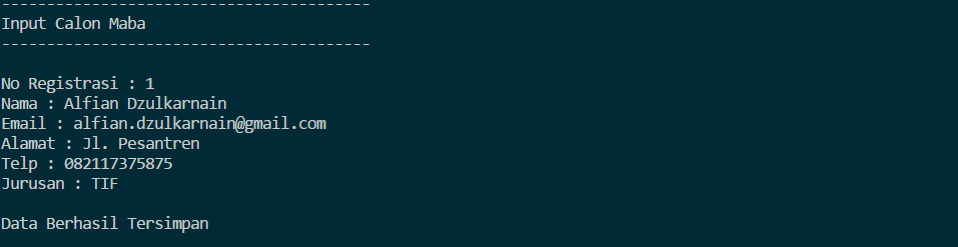 -----------------------------------------
Input Calon Maba
-----------------------------------------
No Registrasi : 1
Nama : Alfian Dzulkarnain
Email : alfian.dzulkarnain@gmail.com
Alamat : Jl. Pesantren
Telp : 082117375875
Jurusan : TIF
Data Berhasil Tersimpan